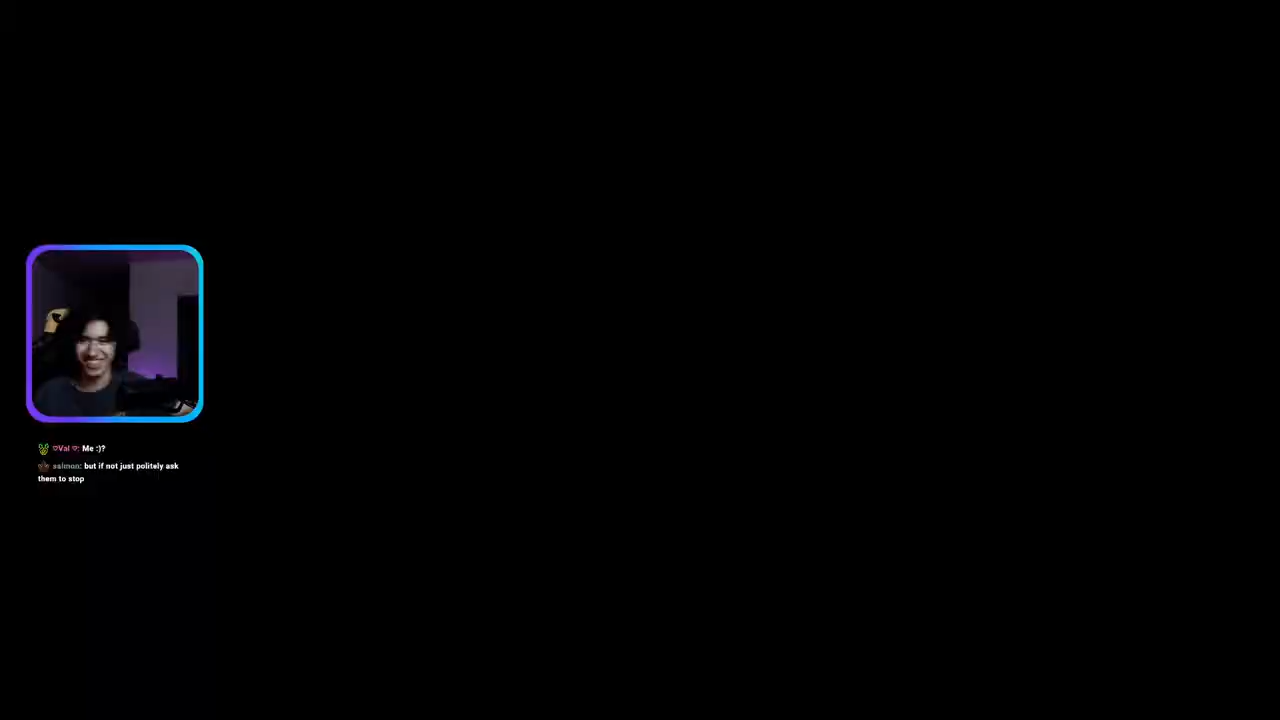 ♡Val ♡: Me :)?
salmon: but if not just politely ask
them to stop